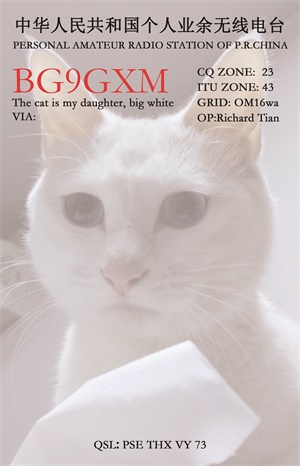 中华人民共和国个人业余无线电台
PERSONAL AMATEUR RADIO STATION OF P.R.CHINA
BG9GXM
The cat is my daughter, big white
VIA:
CQ ZONE: 23
ITU ZONE: 43
GRID: OM16wa
OP:Richard Tian
QSL: PSE THX VY 73